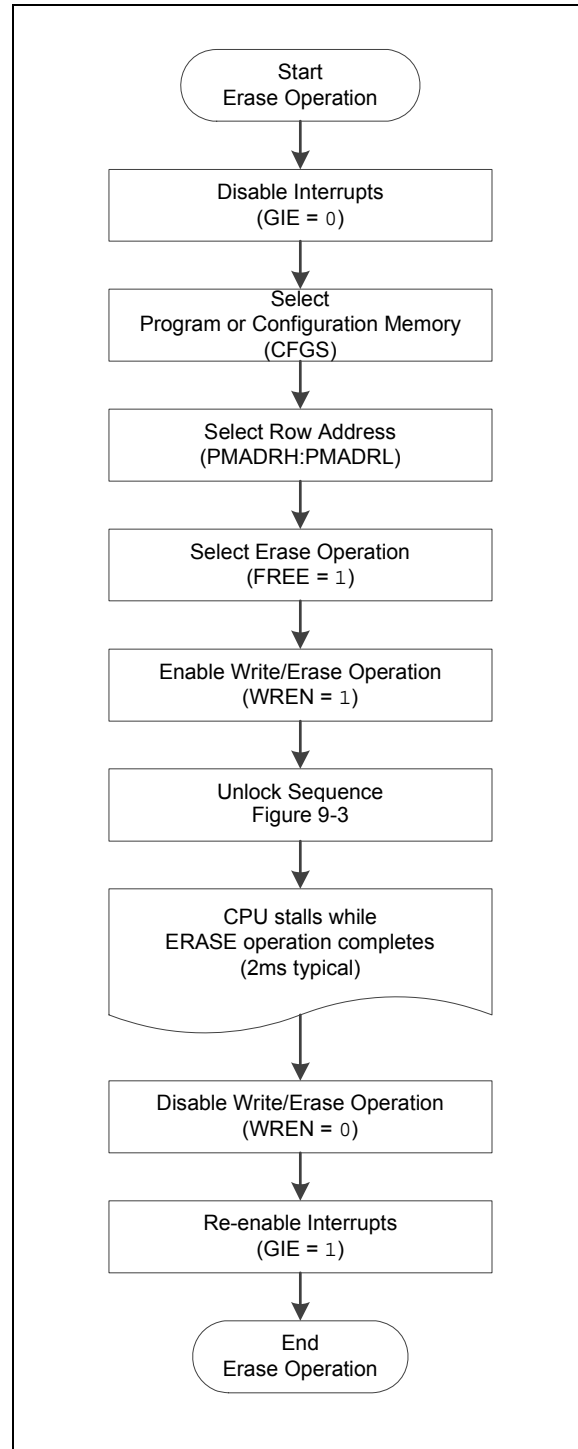 Start
Erase Operation
Disable Interrupts
(GIE = 0)
Select
Program or Configuration Memory
(CFGS)
Select Row Address
(PMADRH:PMADRL)
Select Erase Operation
(FREE = 1)
Enable Write/Erase Operation
(WREN = 1)
Unlock Sequence
Figure 9-3
CPU stalls while
ERASE operation completes
(2ms typical)
Disable Write/Erase Operation
(WREN = 0)
Re-enable Interrupts
(GIE = 1)
End
Erase Operation